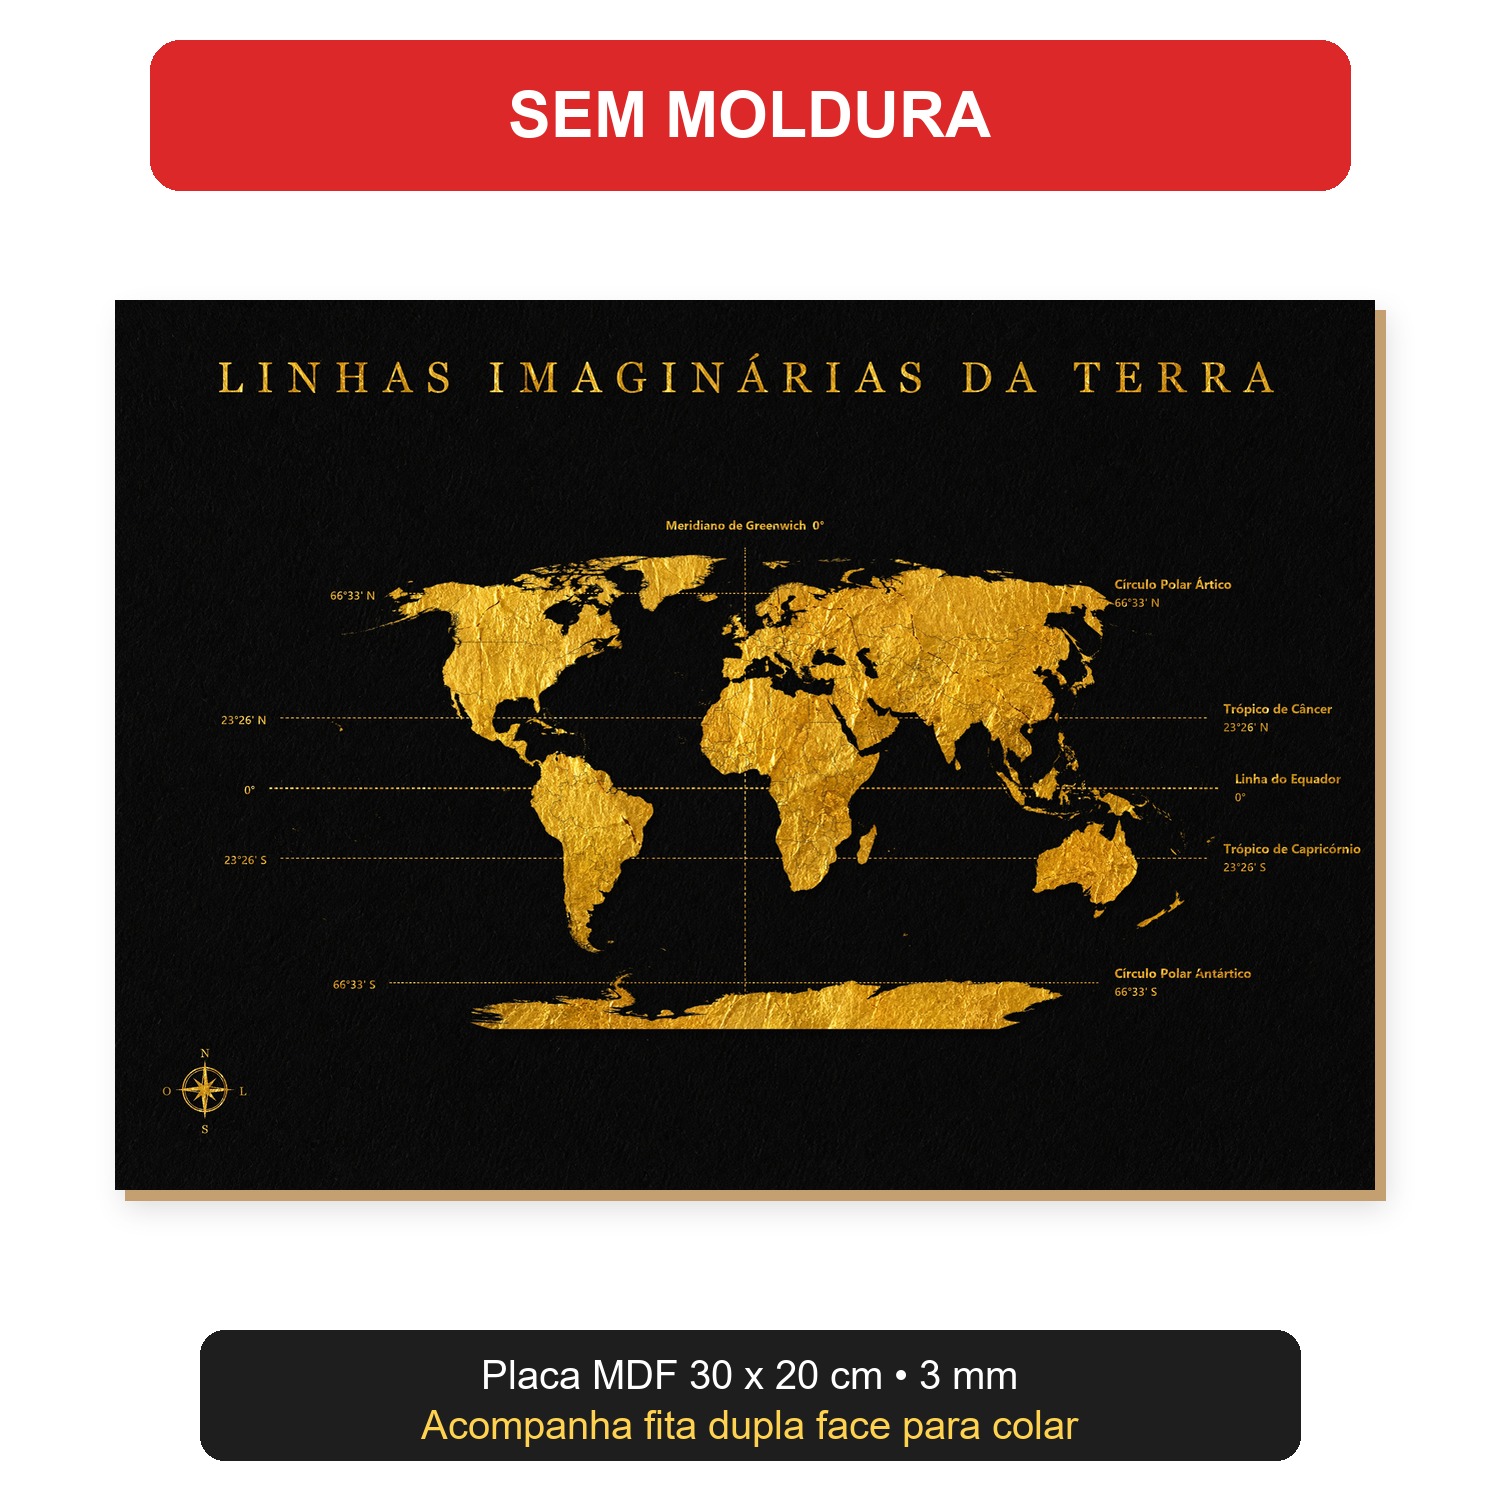 SEM MOLDURA
LINHAS IMAGINÁRIAS DA TERRA
Meridiano de Greenwich 0°
66°33' N
Círculo Polar Ártico
66°33' N
23°26' N
Trópico de Câncer
23°26' N
0°
Linha do Equador
0°
23°26' S
Trópico de Capricórnio
23°26' S
66°33' S
Círculo Polar Antártico
66°33' S
N
O L
S
Placa MDF 30 x 20 cm • 3 mm
Acompanha fita dupla face para colar